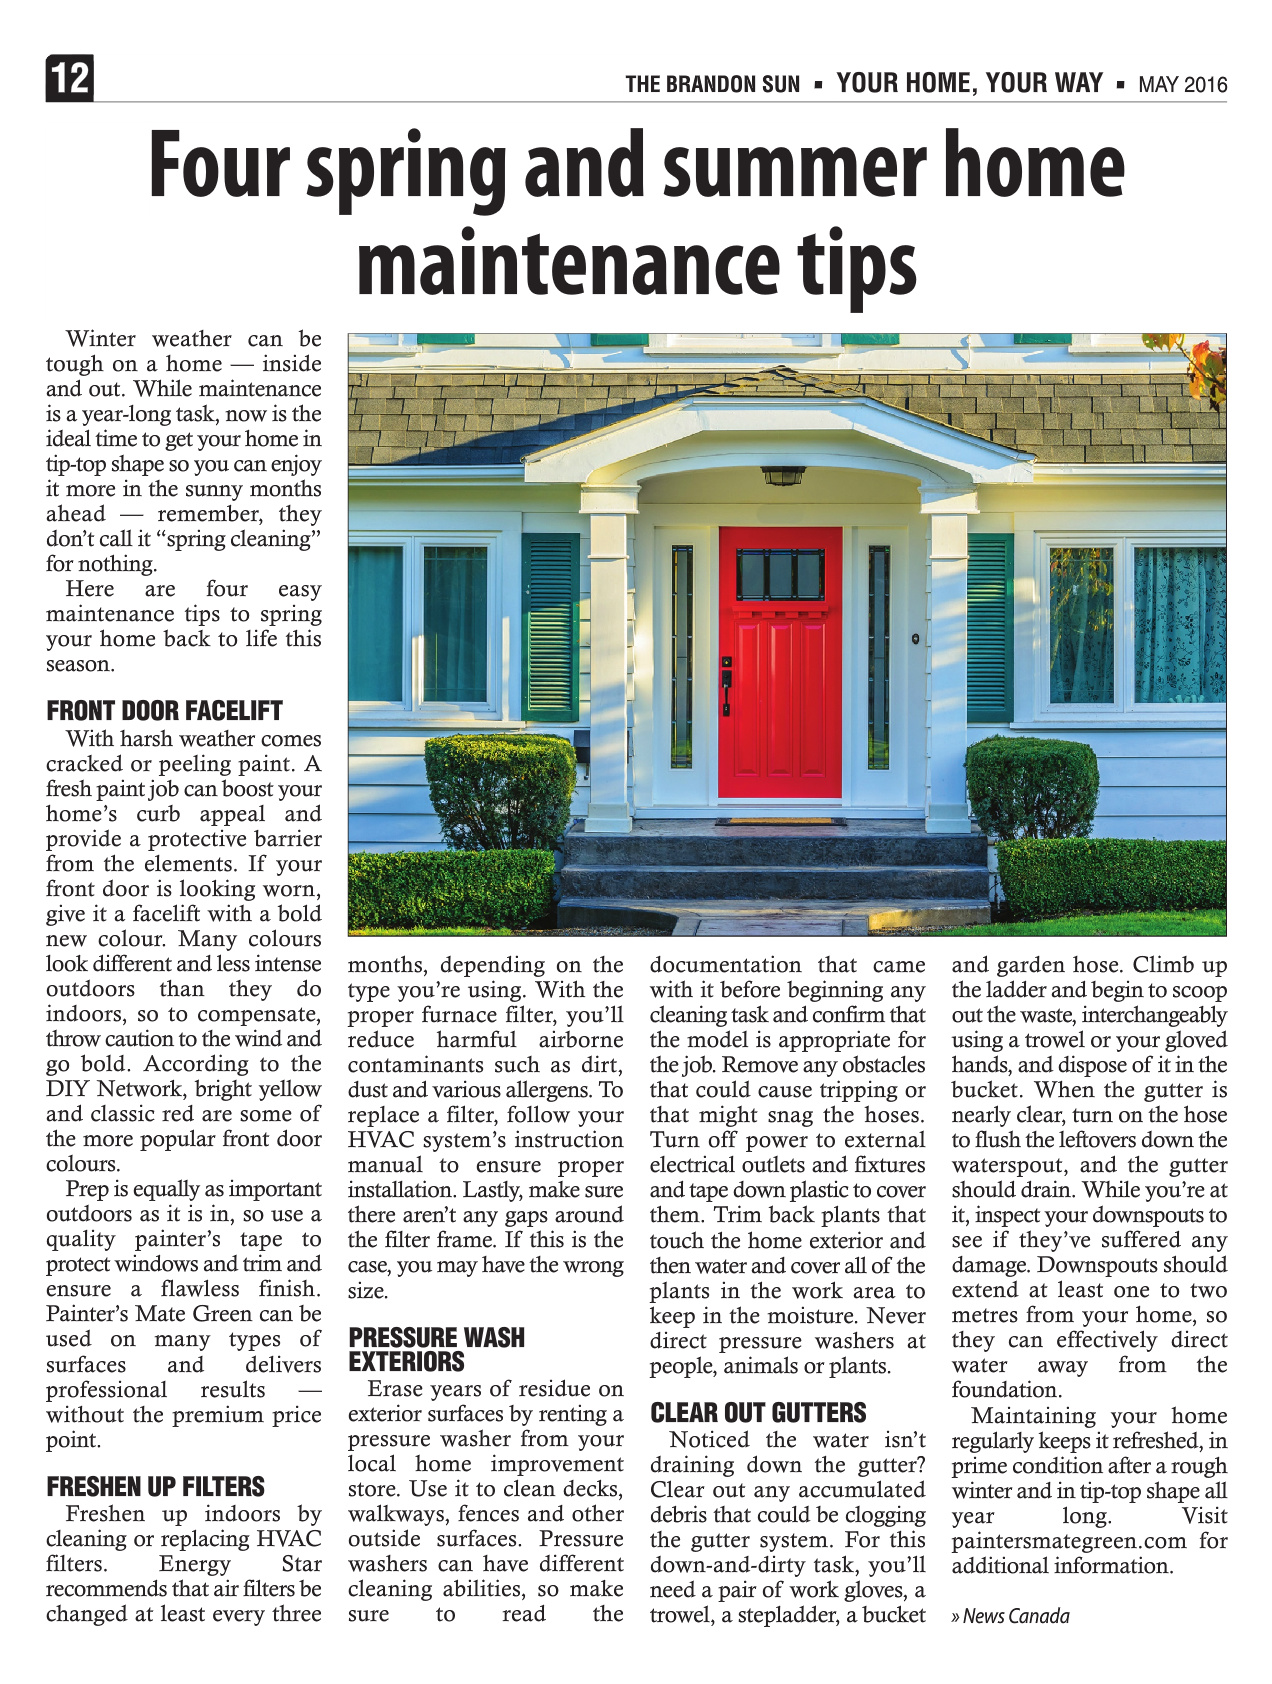 12
THE BRANDON SUN ▪ YOUR HOME, YOUR WAY ▪ MAY 2016
Four spring and summer home
maintenance tips
Winter weather can be
tough on a home — inside
and out. While maintenance
is a year-long task, now is the
ideal time to get your home in
tip-top shape so you can enjoy
it more in the sunny months
ahead — remember, they
don’t call it “spring cleaning”
for nothing.
Here are four easy
maintenance tips to spring
your home back to life this
season.
FRONT DOOR FACELIFT
With harsh weather comes
cracked or peeling paint. A
fresh paint job can boost your
home’s curb appeal and
provide a protective barrier
from the elements. If your
front door is looking worn,
give it a facelift with a bold
new colour. Many colours
look different and less intense
outdoors than they do
indoors, so to compensate,
throw caution to the wind and
go bold. According to the
DIY Network, bright yellow
and classic red are some of
the more popular front door
colours.
Prep is equally as important
outdoors as it is in, so use a
quality painter’s tape to
protect windows and trim and
ensure a flawless finish.
Painter’s Mate Green can be
used on many types of
surfaces and delivers
professional results —
without the premium price
point.
FRESHEN UP FILTERS
Freshen up indoors by
cleaning or replacing HVAC
filters. Energy Star
recommends that air filters be
changed at least every three
months, depending on the
type you’re using. With the
proper furnace filter, you’ll
reduce harmful airborne
contaminants such as dirt,
dust and various allergens. To
replace a filter, follow your
HVAC system’s instruction
manual to ensure proper
installation. Lastly, make sure
there aren’t any gaps around
the filter frame. If this is the
case, you may have the wrong
size.
PRESSURE WASH
EXTERIORS
Erase years of residue on
exterior surfaces by renting a
pressure washer from your
local home improvement
store. Use it to clean decks,
walkways, fences and other
outside surfaces. Pressure
washers can have different
cleaning abilities, so make
sure to read the
documentation that came
with it before beginning any
cleaning task and confirm that
the model is appropriate for
the job. Remove any obstacles
that could cause tripping or
that might snag the hoses.
Turn off power to external
electrical outlets and fixtures
and tape down plastic to cover
them. Trim back plants that
touch the home exterior and
then water and cover all of the
plants in the work area to
keep in the moisture. Never
direct pressure washers at
people, animals or plants.
CLEAR OUT GUTTERS
Noticed the water isn’t
draining down the gutter?
Clear out any accumulated
debris that could be clogging
the gutter system. For this
down-and-dirty task, you’ll
need a pair of work gloves, a
trowel, a stepladder, a bucket
and garden hose. Climb up
the ladder and begin to scoop
out the waste, interchangeably
using a trowel or your gloved
hands, and dispose of it in the
bucket. When the gutter is
nearly clear, turn on the hose
to flush the leftovers down the
waterspout, and the gutter
should drain. While you’re at
it, inspect your downspouts to
see if they’ve suffered any
damage. Downspouts should
extend at least one to two
metres from your home, so
they can effectively direct
water away from the
foundation.
Maintaining your home
regularly keeps it refreshed, in
prime condition after a rough
winter and in tip-top shape all
year long. Visit
paintersmategreen.com for
additional information.
» News Canada